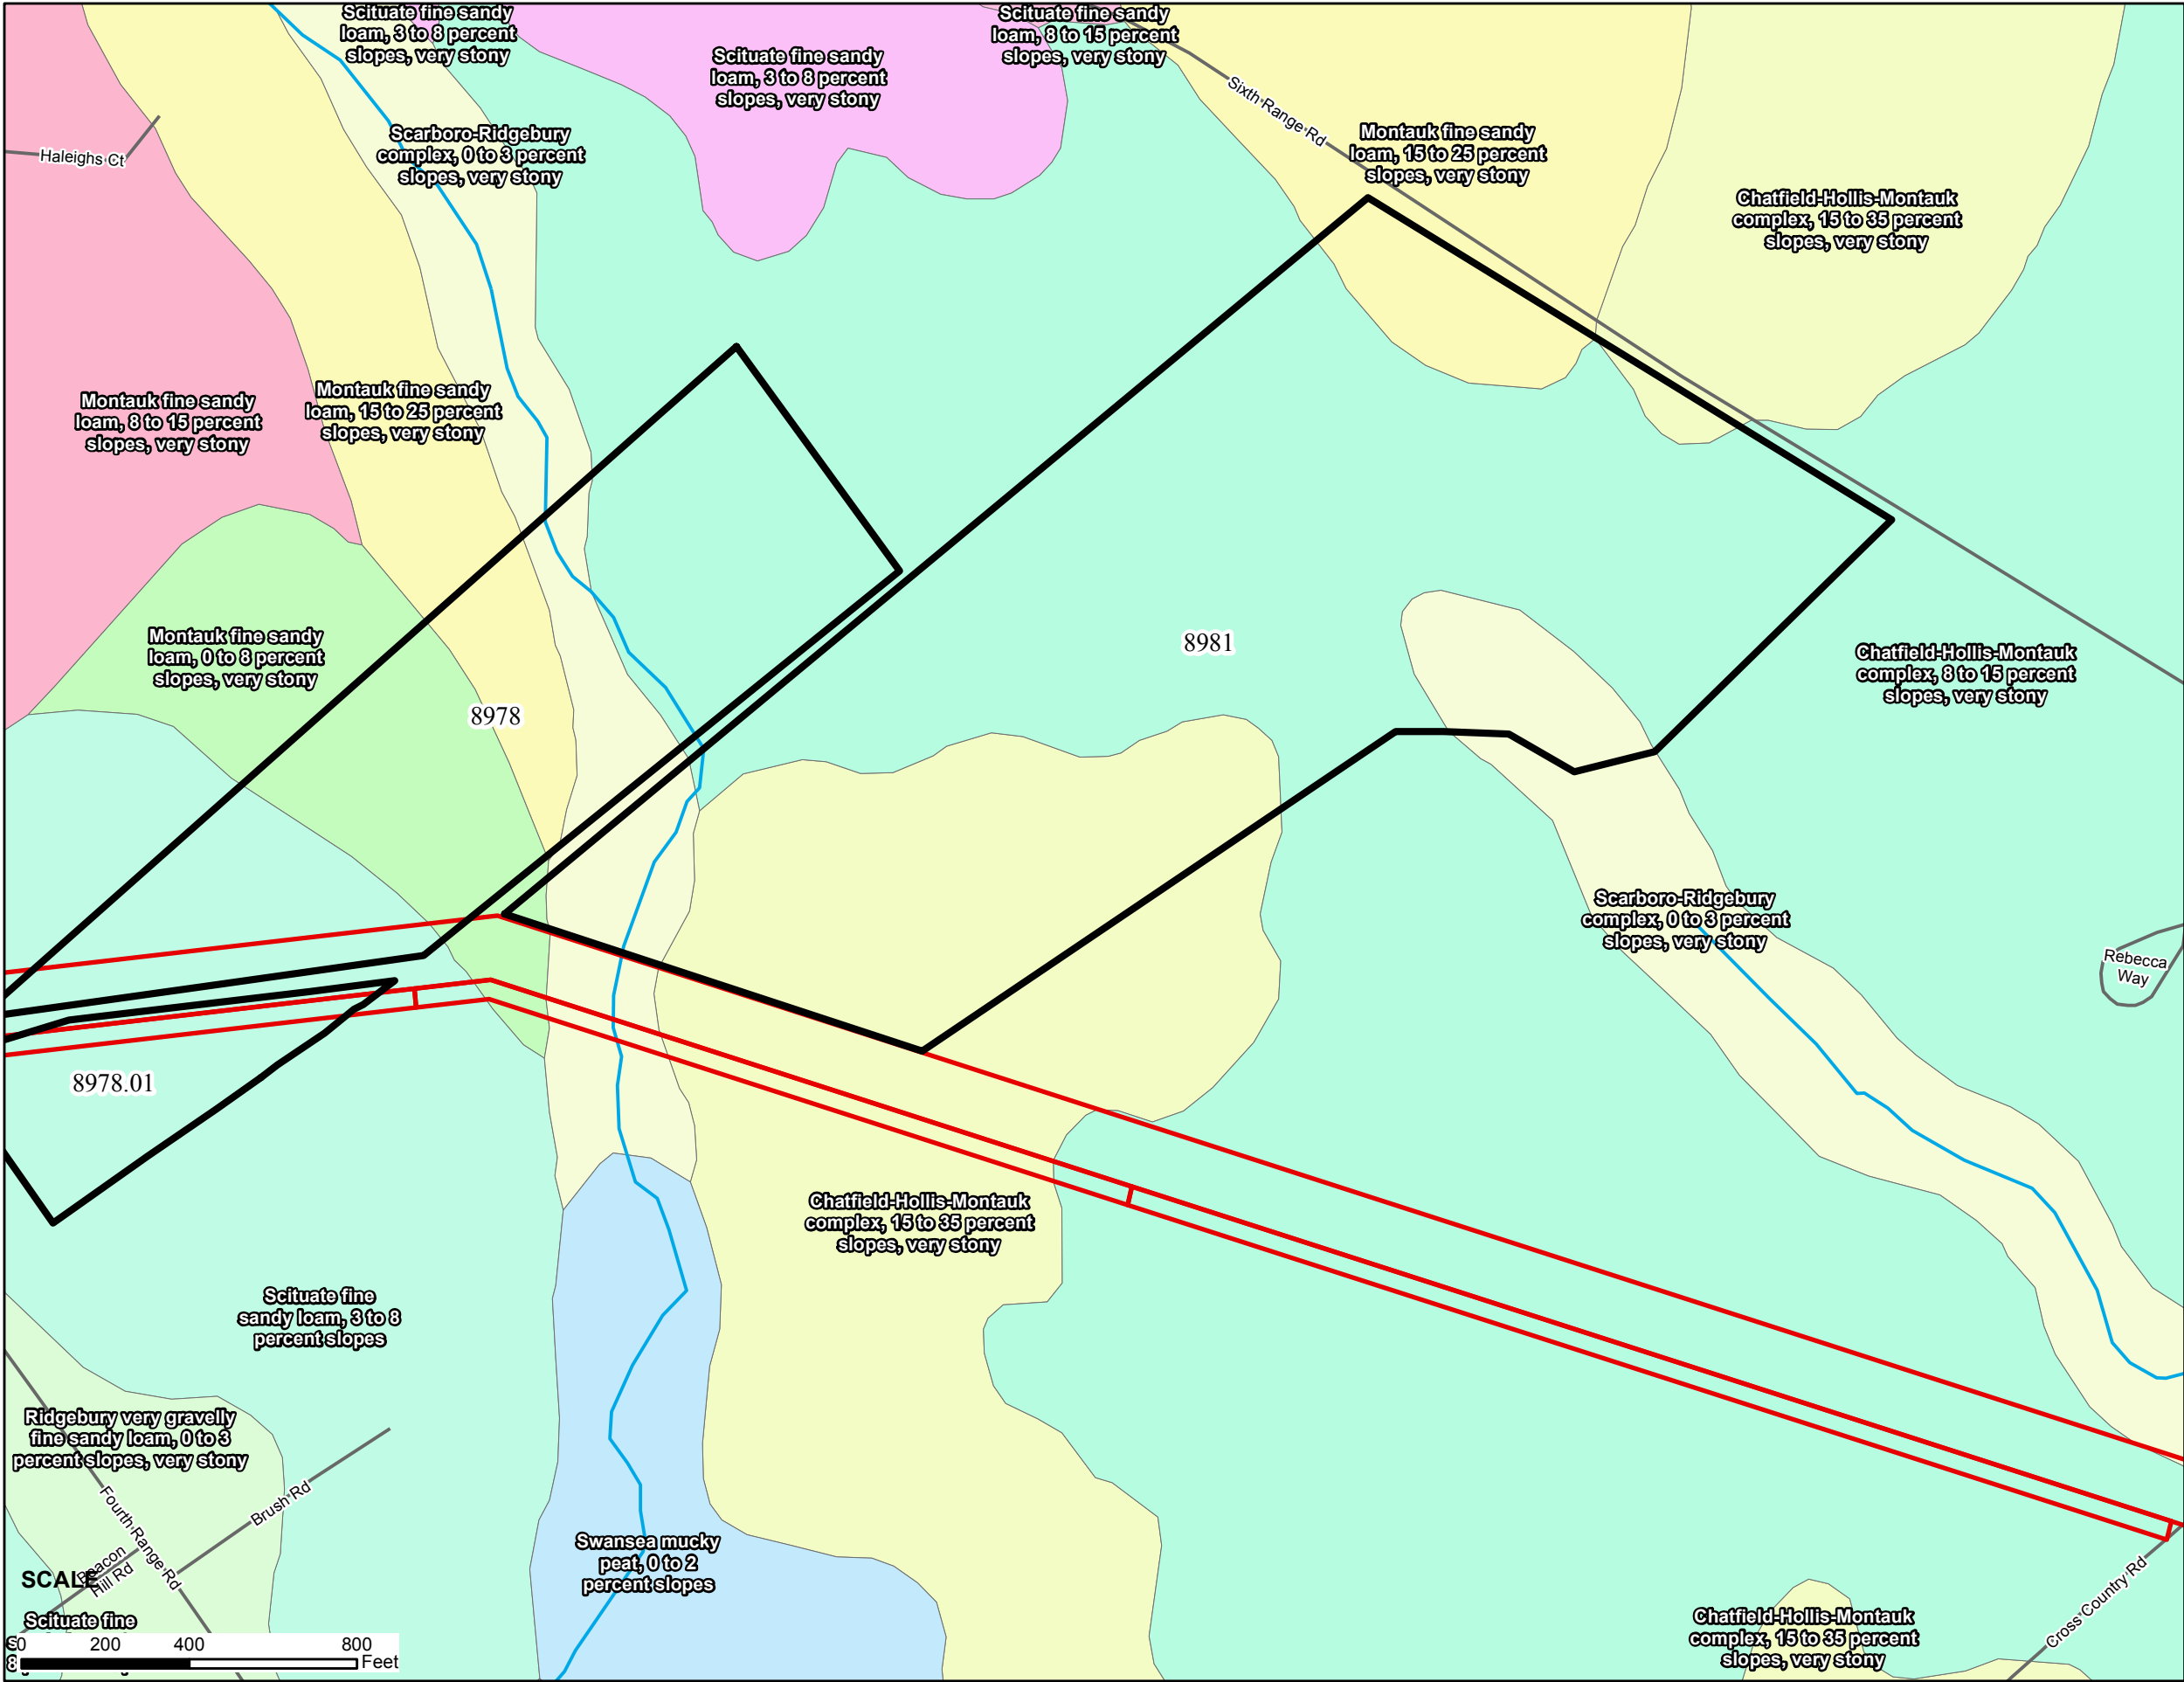 Scituate fine sandy
loam, 3 to 8 percent
slopes, very stony
Scituate fine sandy
loam, 3 to 8 percent
slopes, very stony
Scituate fine sandy
loam, 8 to 15 percent
slopes, very stony
Sixth Range Rd
Haleighs Ct
Scarboro-Ridgebury
complex, 0 to 3 percent
slopes, very stony
Montauk fine sandy
loam, 15 to 25 percent
slopes, very stony
Chatfield-Hollis-Montauk
complex, 15 to 35 percent
slopes, very stony
Montauk fine sandy
loam, 8 to 15 percent
slopes, very stony
Montauk fine sandy
loam, 15 to 25 percent
slopes, very stony
Montauk fine sandy
loam, 0 to 8 percent
slopes, very stony
8978
8981
Chatfield-Hollis-Montauk
complex, 8 to 15 percent
slopes, very stony
Scarboro-Ridgebury
complex, 0 to 3 percent
slopes, very stony
Rebecca
Way
8978.01
Chatfield-Hollis-Montauk
complex, 15 to 35 percent
slopes, very stony
Scituate fine
sandy loam, 3 to 8
percent slopes
Ridgebury very gravelly
fine sandy loam, 0 to 3
percent slopes, very stony
Fourth Range Rd
Brush Rd
Beacon
Hill Rd
Swansea mucky
peat, 0 to 2
percent slopes
Chatfield-Hollis-Montauk
complex, 15 to 35 percent
slopes, very stony
Cross Country Rd
SCALE
Scituate fine
0 200 400 800
Feet